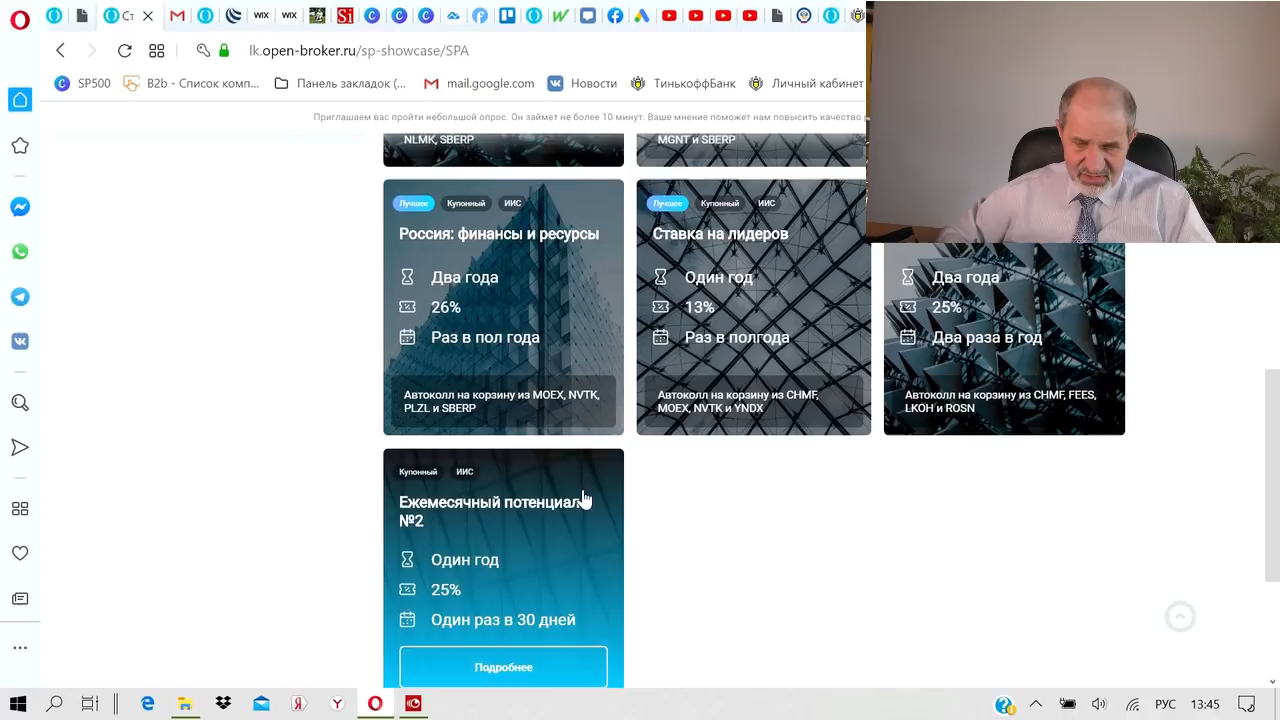 Ст
WIX
WIX
lk.open-broker.ru/sp-showcase/SPA
SP500
B2b - Список комп...
Панель закладок (...
mail.google.com
Новости
ТинькоффБанк
Личный кабинет
Приглашаем вас пройти небольшой опрос. Он займет не более 10 минут. Ваше мнение поможет нам повысить качество
NLMK, SBERP
MGNT и SBERP
Лучшее
Купонный
ИИС
Россия: финансы и ресурсы
Два года
26%
Раз в пол года
Автоколл на корзину из MOEX, NVTK,
PLZL и SBERP
Лучшее
Купонный
ИИС
Ставка на лидеров
Один год
13%
Раз в полгода
Автоколл на корзину из CHMF,
MOEX, NVTK и YNDX
Два года
25%
Два раза в год
Автоколл на корзину из CHMF, FEES,
LKOH и ROSN
Купонный
ИИС
Ежемесячный потенциал
№2
Один год
25%
Один раз в 30 дней
Подробнее
РУС
13:45